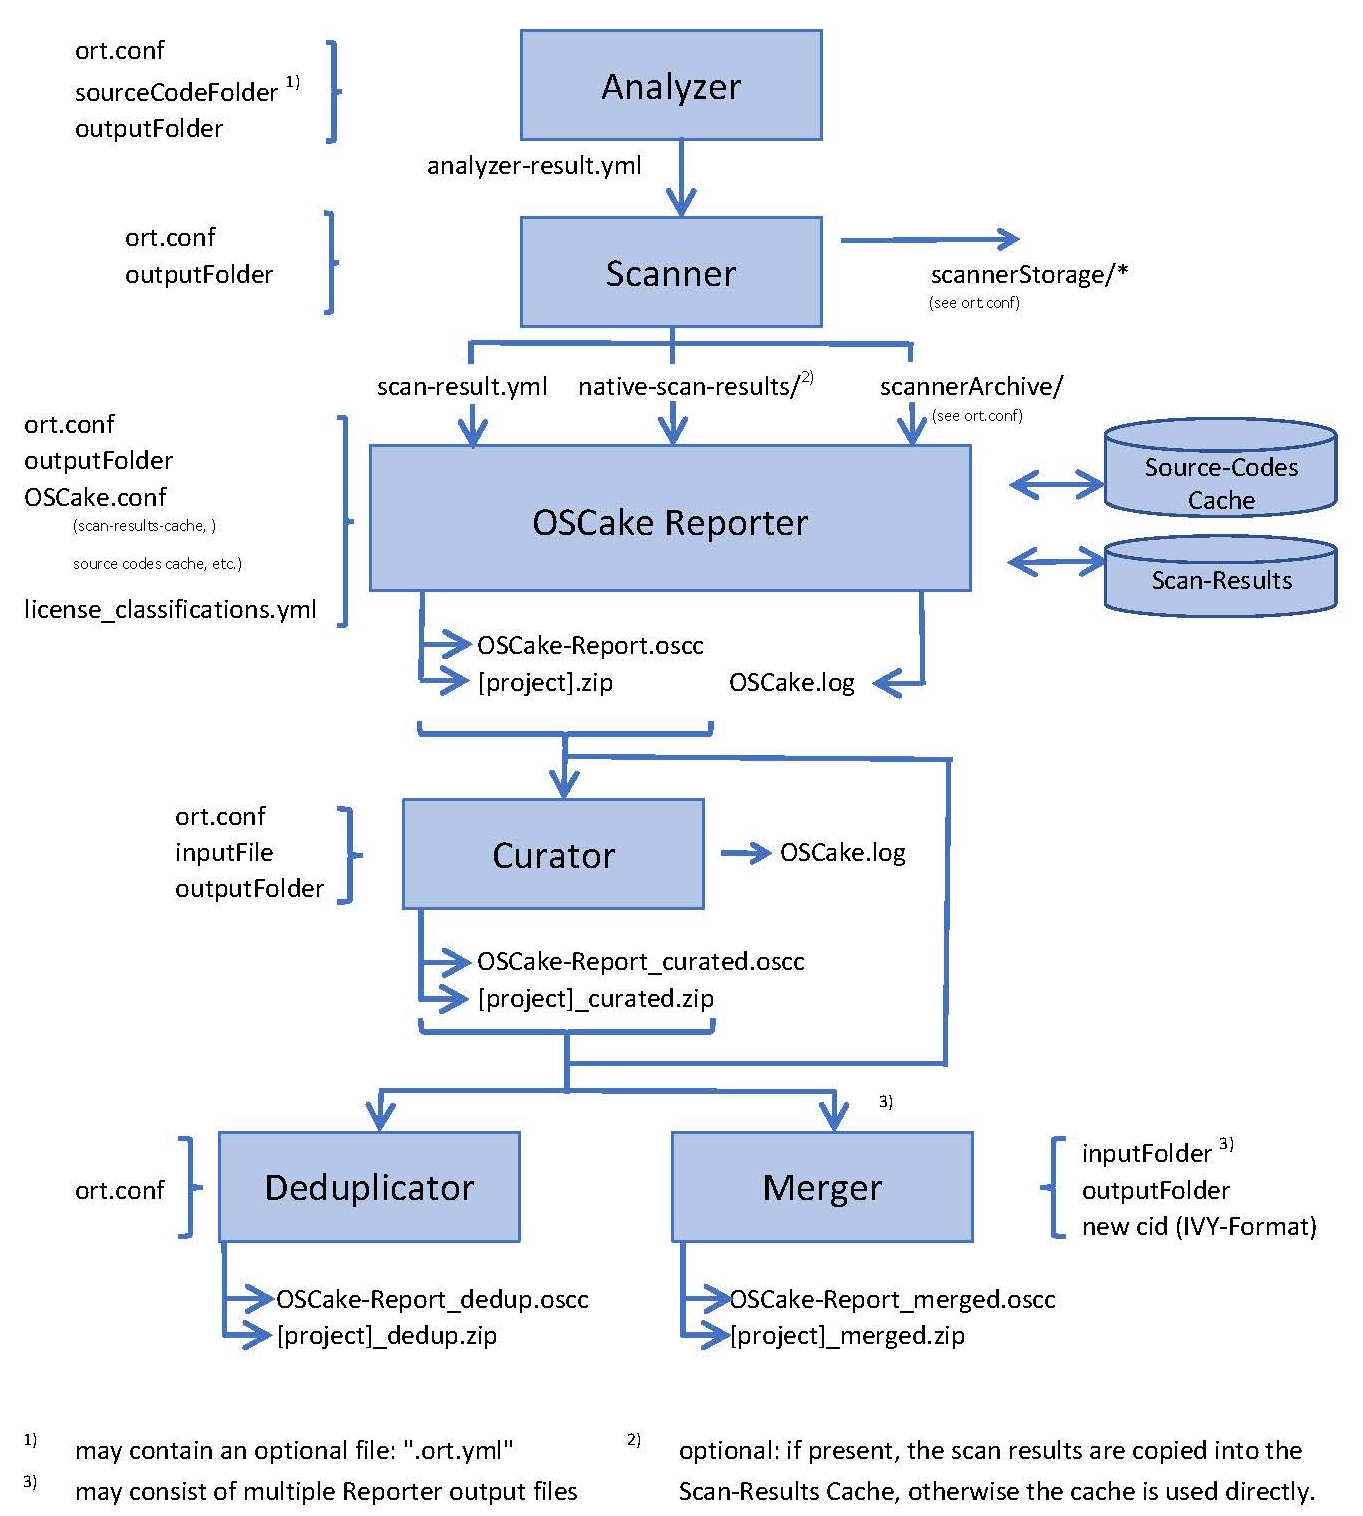 ort.conf
sourceCodeFolder 1)
outputFolder
Analyzer
analyzer-result.yml
ort.conf
outputFolder
Scanner
scannerStorage/*
(see ort.conf)
scan-result.yml
native-scan-results/2)
scannerArchive/
(see ort.conf)
ort.conf
outputFolder
OSCake.conf
(scan-results-cache, )
source codes cache, etc.)
license_classifications.yml
OSCake Reporter
Source-Codes
Cache
Scan-Results
OSCake-Report.oscc
[project].zip
OSCake.log
ort.conf
inputFile
outputFolder
Curator
OSCake.log
OSCake-Report_curated.oscc
[project]_curated.zip
3)
ort.conf
Deduplicator
Merger
inputFolder 3)
outputFolder
new cid (IVY-Format)
OSCake-Report_dedup.oscc
[project]_dedup.zip
OSCake-Report_merged.oscc
[project]_merged.zip
1) may contain an optional file: ".ort.yml"
3) may consist of multiple Reporter output files
2) optional: if present, the scan results are copied into the
Scan-Results Cache, otherwise the cache is used directly.